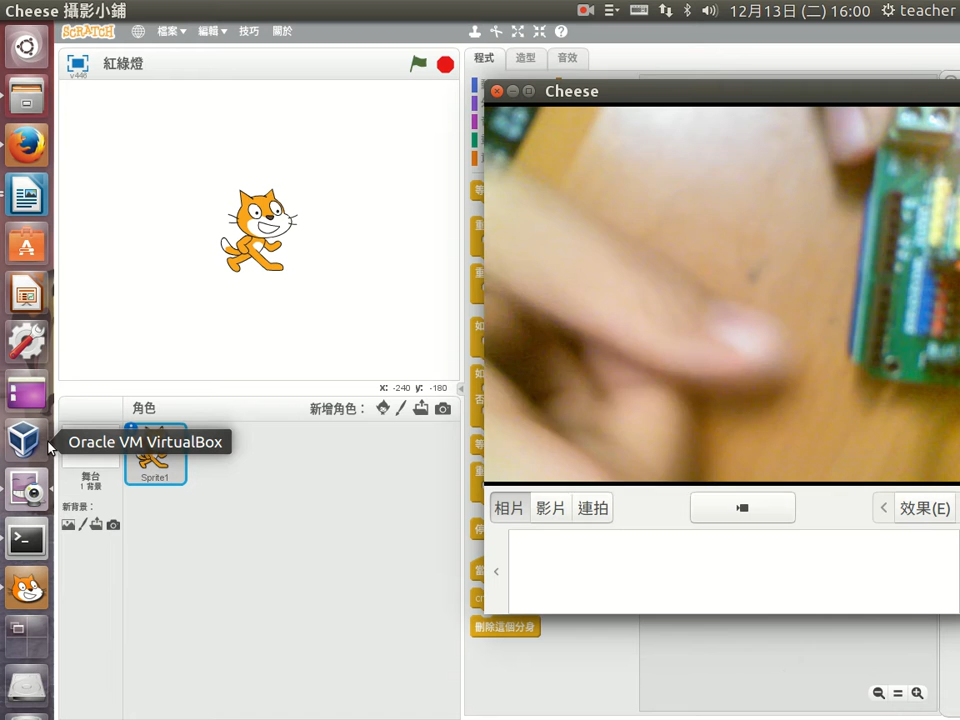 Cheese 攝影小鋪
12月13日 (二) 16:00
teacher
SCRATCH
檔案▼
編輯▼
技巧
關於
v446
紅綠燈
程式
造型
音效
Cheese
x: -240 y: -180
角色
新增角色：
Oracle VM VirtualBox
舞台
1 背景
Sprite1
新背景：
相片
影片
連拍
效果(E)
刪除這個分身